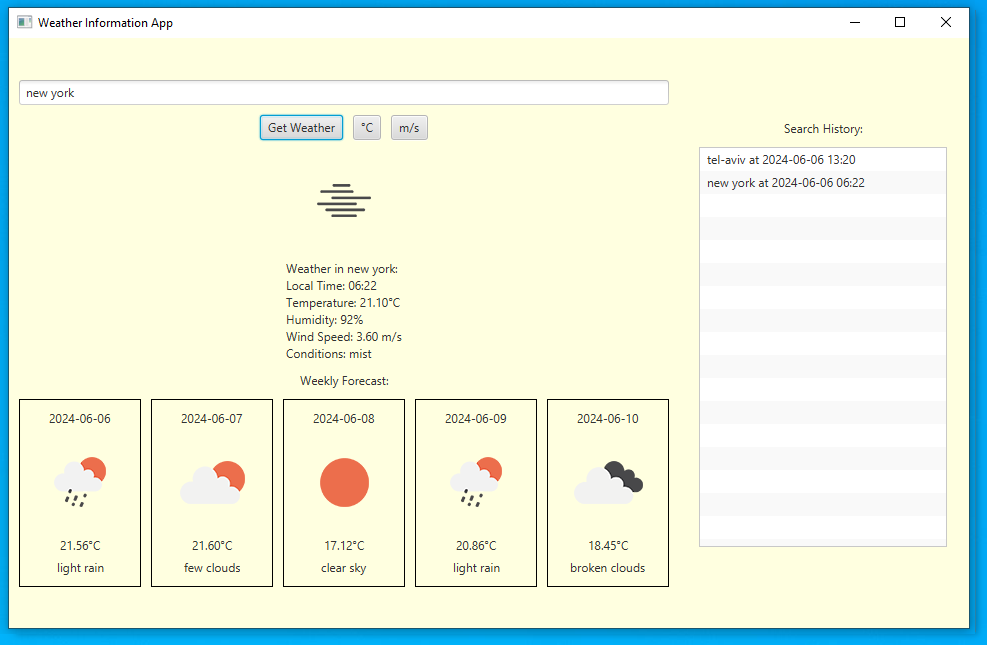 Weather Information App
new york
Get Weather
°C
m/s
Search History:
tel-aviv at 2024-06-06 13:20
new york at 2024-06-06 06:22
Weather in new york:
Local Time: 06:22
Temperature: 21.10°C
Humidity: 92%
Wind Speed: 3.60 m/s
Conditions: mist
Weekly Forecast:
2024-06-06
21.56°C
light rain
2024-06-07
21.60°C
few clouds
2024-06-08
17.12°C
clear sky
2024-06-09
20.86°C
light rain
2024-06-10
18.45°C
broken clouds